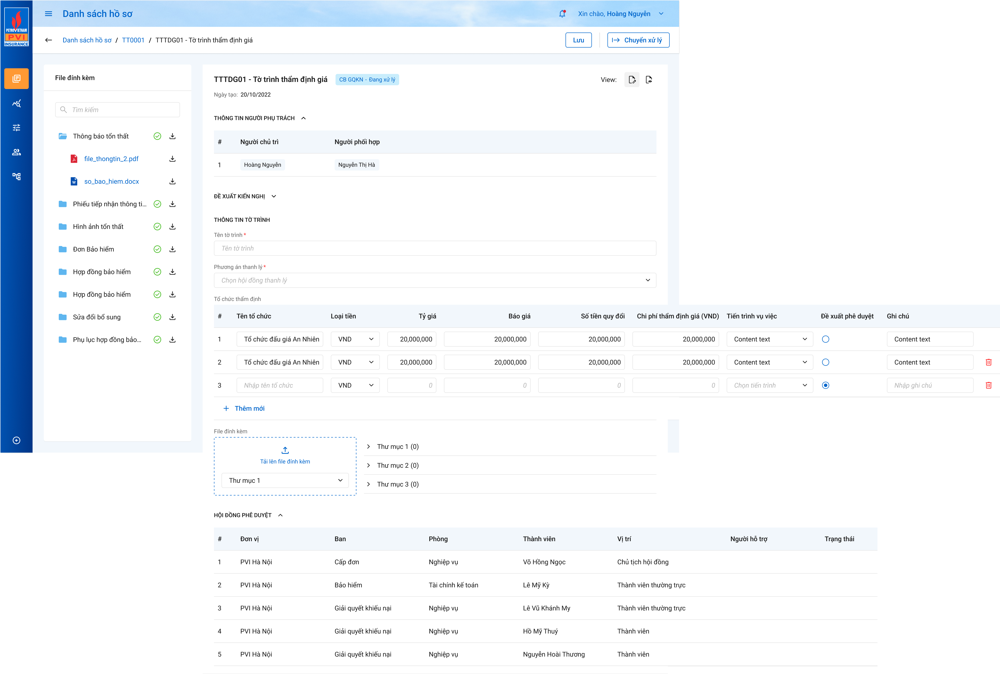 PETROVIETNAM
PVI
INSURANCE
Danh sách hồ sơ
Xin chào, Hoàng Nguyễn
Danh sách hồ sơ / TT0001 / TTTDG01 - Tờ trình thẩm định giá
Lưu
Chuyển xử lý
File đính kèm
Tìm kiếm
Thông báo tổn thất
file_thongtin_2.pdf
so_bao_hiem.docx
Phiếu tiếp nhận thông ti...
Hình ảnh tổn thất
Đơn Bảo hiểm
Hợp đồng bảo hiểm
Hợp đồng bảo hiểm
Sửa đổi bổ sung
Phụ lục hợp đồng bảo...
TTTDG01 - Tờ trình thẩm định giá
CB GQKN - Đang xử lý
View:
Ngày tạo: 20/10/2022
THÔNG TIN NGƯỜI PHỤ TRÁCH
# Người chủ trì Người phối hợp
1 Hoàng Nguyễn Nguyễn Thị Hà
ĐỀ XUẤT KIẾN NGHỊ
THÔNG TIN TỜ TRÌNH
Tên tờ trình *
Tên tờ trình
Phương án thanh lý *
Chọn hội đồng thanh lý
Tổ chức thẩm định
# Tên tổ chức Loại tiền Tỷ giá Báo giá Số tiền quy đổi Chi phí thẩm định giá (VND) Tiến trình vụ việc Đề xuất phê duyệt Ghi chú
1 Tổ chức đấu giá An Nhiên VND 20,000,000 20,000,000 20,000,000 20,000,000 Content text Content text
2 Tổ chức đấu giá An Nhiên VND 20,000,000 20,000,000 20,000,000 20,000,000 Content text Content text
3 Nhập tên tổ chức VND 0 0 0 0 Chọn tiến trình Nhập ghi chú
+ Thêm mới
File đính kèm
Tải lên file đính kèm
Thư mục 1
Thư mục 1 (0)
Thư mục 2 (0)
Thư mục 3 (0)
HỘI ĐỒNG PHÊ DUYỆT
# Đơn vị Ban Phòng Thành viên Vị trí Người hỗ trợ Trạng thái
1 PVI Hà Nội Cấp đơn Nghiệp vụ Võ Hồng Ngọc Chủ tịch hội đồng
2 PVI Hà Nội Bảo hiểm Tài chính kế toán Lê Mỹ Kỳ Thành viên thường trực
3 PVI Hà Nội Giải quyết khiếu nại Nghiệp vụ Lê Vũ Khánh My Thành viên thường trực
4 PVI Hà Nội Giải quyết khiếu nại Nghiệp vụ Hồ Mỹ Thuý Thành viên
5 PVI Hà Nội Giải quyết khiếu nại Nghiệp vụ Nguyễn Hoài Thương Thành viên